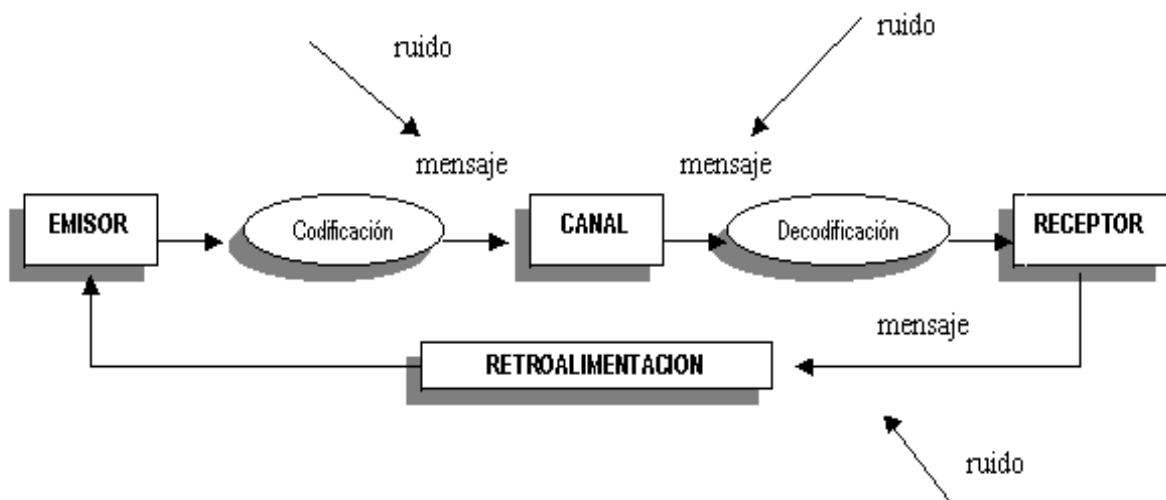 ruido
ruido
mensaje
mensaje
EMISOR
Codificación
CANAL
Decodificación
RECEPTOR
mensaje
RETROALIMENTACION
ruido